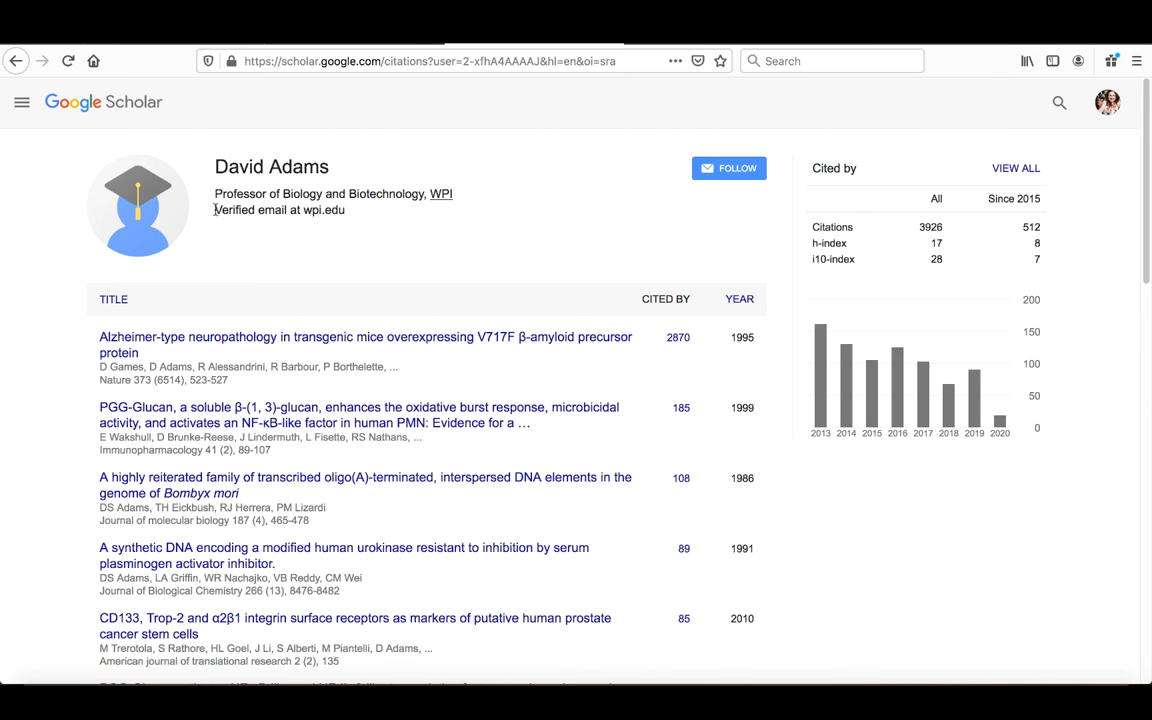 https://scholar.google.com/citations?user=2-xfhA4AAAAJ&hl=en&oi=sra
Search
Google Scholar
David Adams
FOLLOW
Professor of Biology and Biotechnology, WPI
Verified email at wpi.edu
TITLE CITED BY YEAR
Alzheimer-type neuropathology in transgenic mice overexpressing V717F β-amyloid precursor 2870 1995
protein
D Games, D Adams, R Alessandrini, R Barbour, P Borthelette, ...
Nature 373 (6514), 523-527
PGG-Glucan, a soluble β-(1, 3)-glucan, enhances the oxidative burst response, microbicidal 185 1999
activity, and activates an NF-κB-like factor in human PMN: Evidence for a …
E Wakshull, D Brunke-Reese, J Lindermuth, L Fisette, RS Nathans, ...
Immunopharmacology 41 (2), 89-107
A highly reiterated family of transcribed oligo(A)-terminated, interspersed DNA elements in the 108 1986
genome of Bombyx mori
DS Adams, TH Eickbush, RJ Herrera, PM Lizardi
Journal of molecular biology 187 (4), 465-478
A synthetic DNA encoding a modified human urokinase resistant to inhibition by serum 89 1991
plasminogen activator inhibitor.
DS Adams, LA Griffin, WR Nachajko, VB Reddy, CM Wei
Journal of Biological Chemistry 266 (13), 8476-8482
CD133, Trop-2 and α2β1 integrin surface receptors as markers of putative human prostate 85 2010
cancer stem cells
M Trerotola, S Rathore, HL Goel, J Li, S Alberti, M Piantelli, D Adams, ...
American journal of translational research 2 (2), 135
Cited by VIEW ALL
All Since 2015
Citations 3926 512
h-index 17 8
i10-index 28 7
200
150
100
50
0
2013 2014 2015 2016 2017 2018 2019 2020